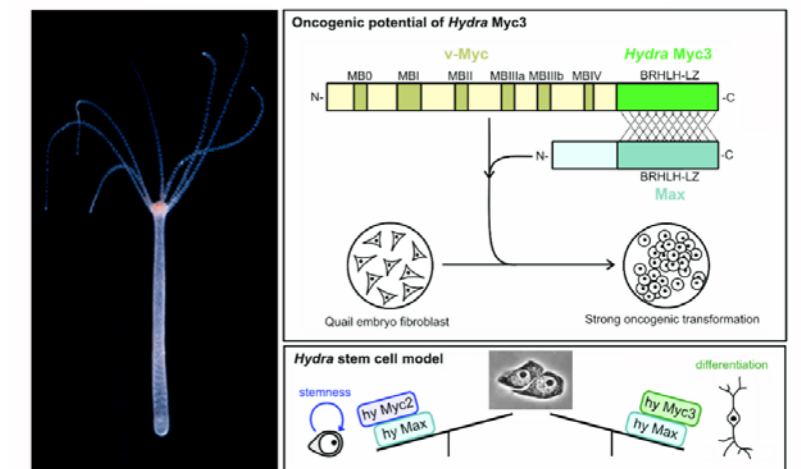 Oncogenic potential of Hydra Myc3
v-Myc
Hydra Myc3
MB0 MBI MBII MBIIIa MBIIIb MBIV BRHLH-LZ
N- -C
N- -C
BRHLH-LZ
Max
Quail embryo fibroblast
Strong oncogenic transformation
Hydra stem cell model
differentiation
stemness
hy Myc2
hy Max
hy Myc3
hy Max